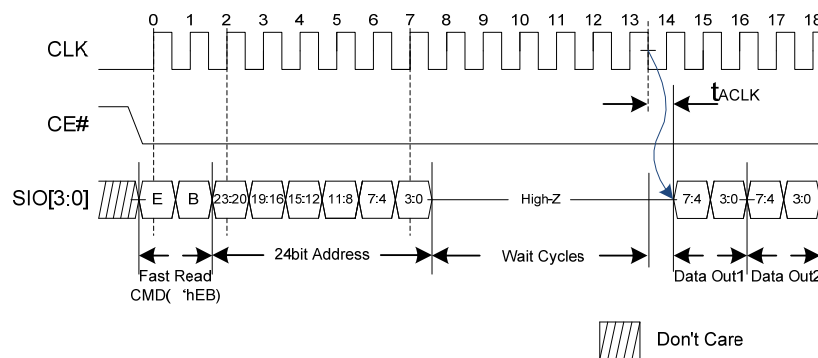 0 1 2 3 4 5 6 7 8 9 10 11 12 13 14 15 16 17 18
CLK
tACLK
CE#
SIO[3:0] E B 23:20 19:16 15:12 11:8 7:4 3:0 High-Z 7:4 3:0 7:4 3:0
Fast Read 24bit Address Wait Cycles Data Out1 Data Out2
CMD( 'hEB)
Don't Care